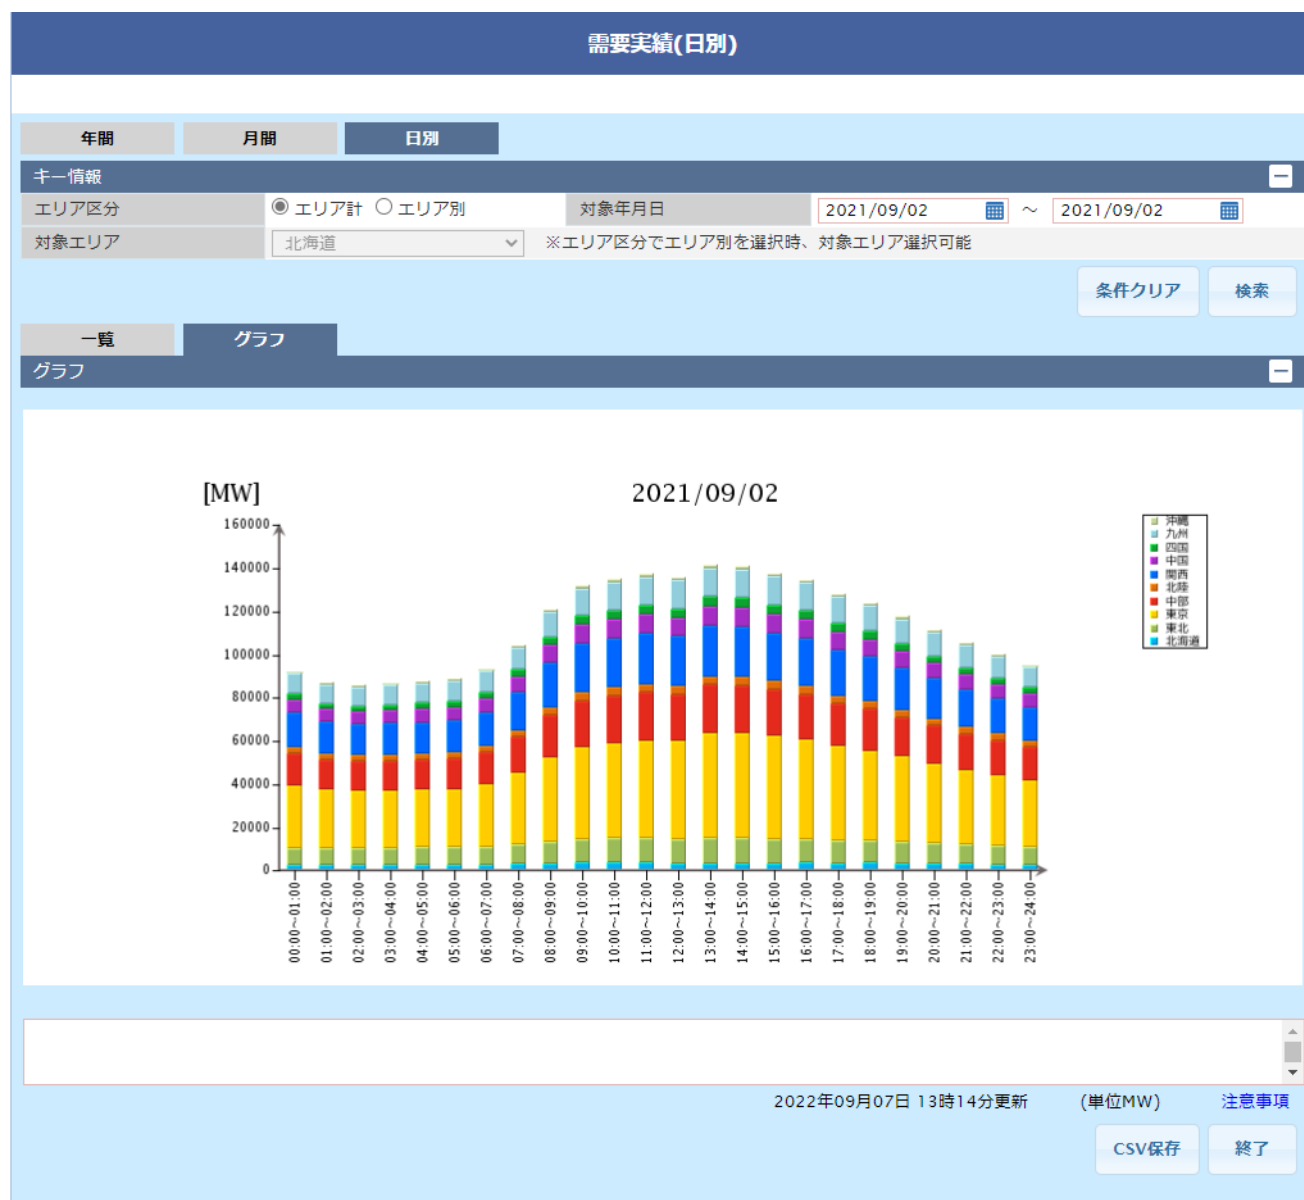 需要実績(日別)
年間 月間 日別
キー情報
エリア区分 エリア計 エリア別 対象年月日 2021/09/02 ～ 2021/09/02
対象エリア 北海道 ※エリア区分でエリア別を選択時、対象エリア選択可能
条件クリア 検索
一覧 グラフ
グラフ
[MW] 2021/09/02
160000
140000
120000
100000
80000
60000
40000
20000
0
沖縄
九州
四国
中国
関西
北陸
中部
東京
東北
北海道
00:00～01:00
01:00～02:00
02:00～03:00
03:00～04:00
04:00～05:00
05:00～06:00
06:00～07:00
07:00～08:00
08:00～09:00
09:00～10:00
10:00～11:00
11:00～12:00
12:00～13:00
13:00～14:00
14:00～15:00
15:00～16:00
16:00～17:00
17:00～18:00
18:00～19:00
19:00～20:00
20:00～21:00
21:00～22:00
22:00～23:00
23:00～24:00
2022年09月07日 13時14分更新 (単位MW) 注意事項
CSV保存 終了